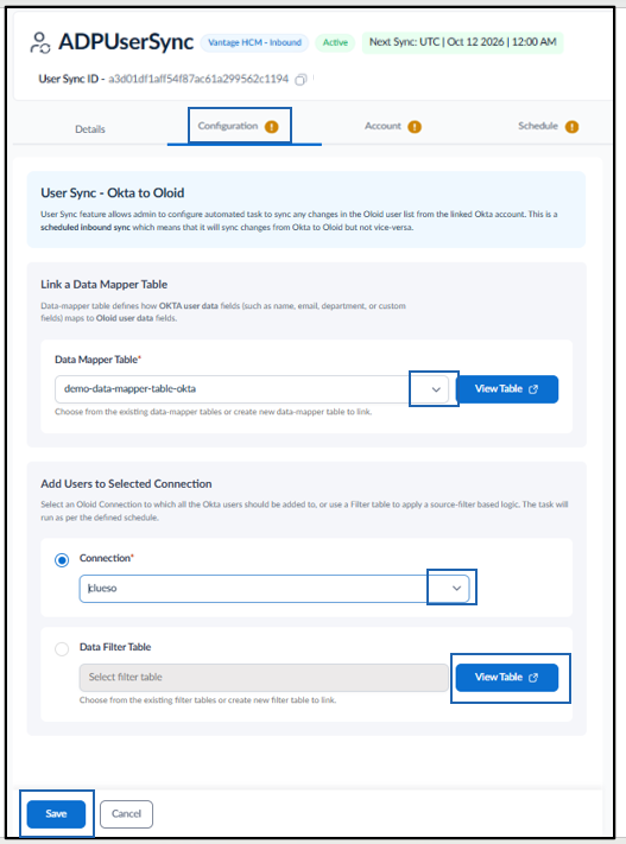 ADPUserSync Vantage HCM - Inbound Active Next Sync: UTC | Oct 12 2026 | 12:00 AM
User Sync ID - a3d01df1aff54f87ac61a299562c1194
Details Configuration Account Schedule
User Sync - Okta to Oloid
User Sync feature allows admin to configure automated task to sync any changes in the Oloid user list from the linked Okta account. This is a
scheduled inbound sync which means that it will sync changes from Okta to Oloid but not vice-versa.
Link a Data Mapper Table
Data-mapper table defines how OKTA user data fields (such as name, email, department, or custom
fields) maps to Oloid user data fields.
Data Mapper Table*
demo-data-mapper-table-okta View Table
Choose from the existing data-mapper tables or create new data-mapper table to link.
Add Users to Selected Connection
Select an Oloid Connection to which all the Okta users should be added to, or use a Filter table to apply a source-filter based logic. The task will
run as per the defined schedule.
Connection*
clueso
Data Filter Table
Select filter table View Table
Choose from the existing filter tables or create new filter table to link.
Save Cancel